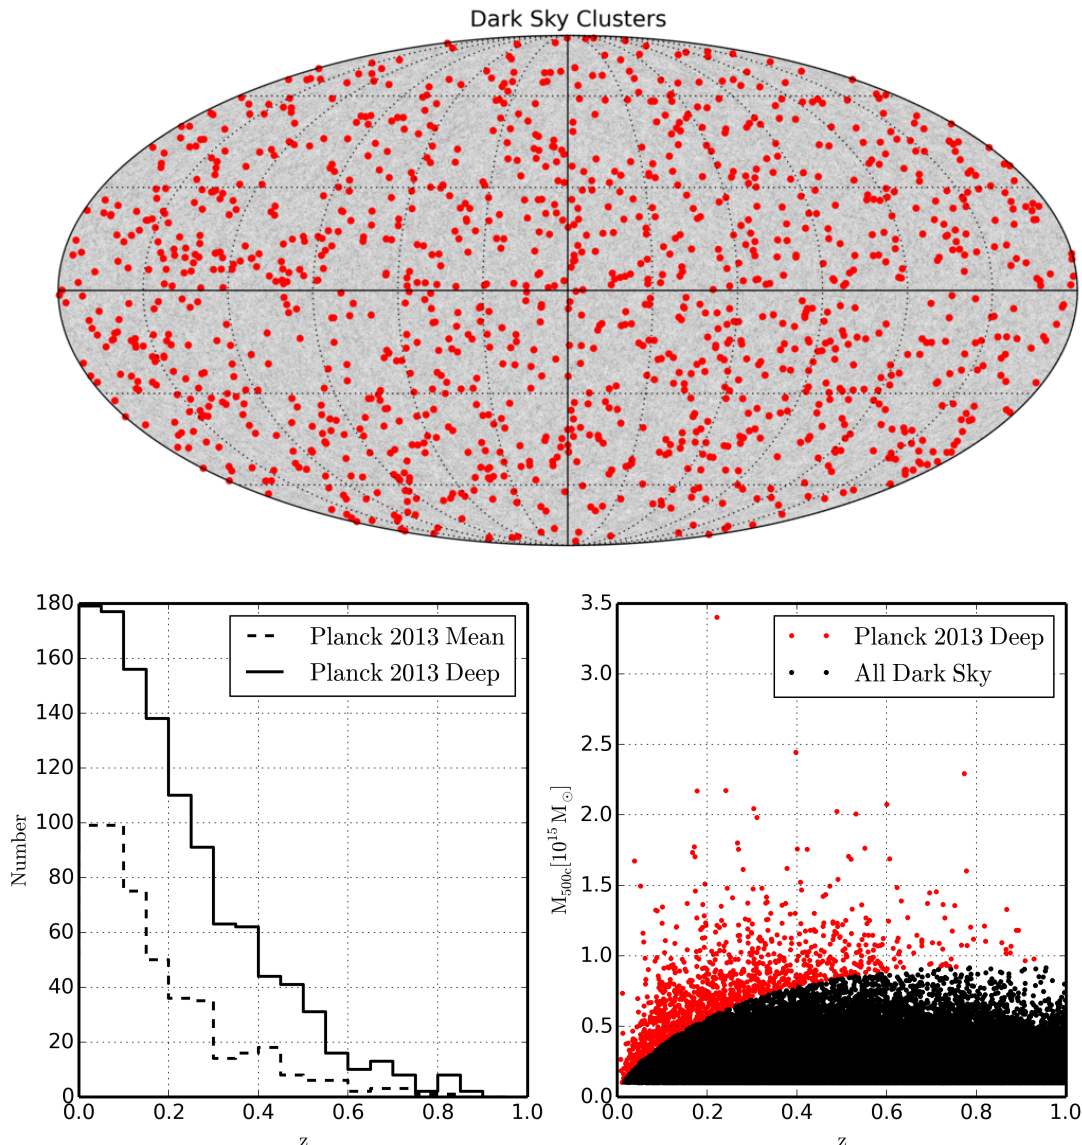 Dark Sky Clusters
180
160
140
120
100
80
60
40
20
0
Number
Planck 2013 Mean
Planck 2013 Deep
0.0 0.2 0.4 0.6 0.8 1.0
z
3.5
3.0
2.5
2.0
1.5
1.0
0.5
0.0
M500c[10^15 M⊙]
Planck 2013 Deep
All Dark Sky
0.0 0.2 0.4 0.6 0.8 1.0
z